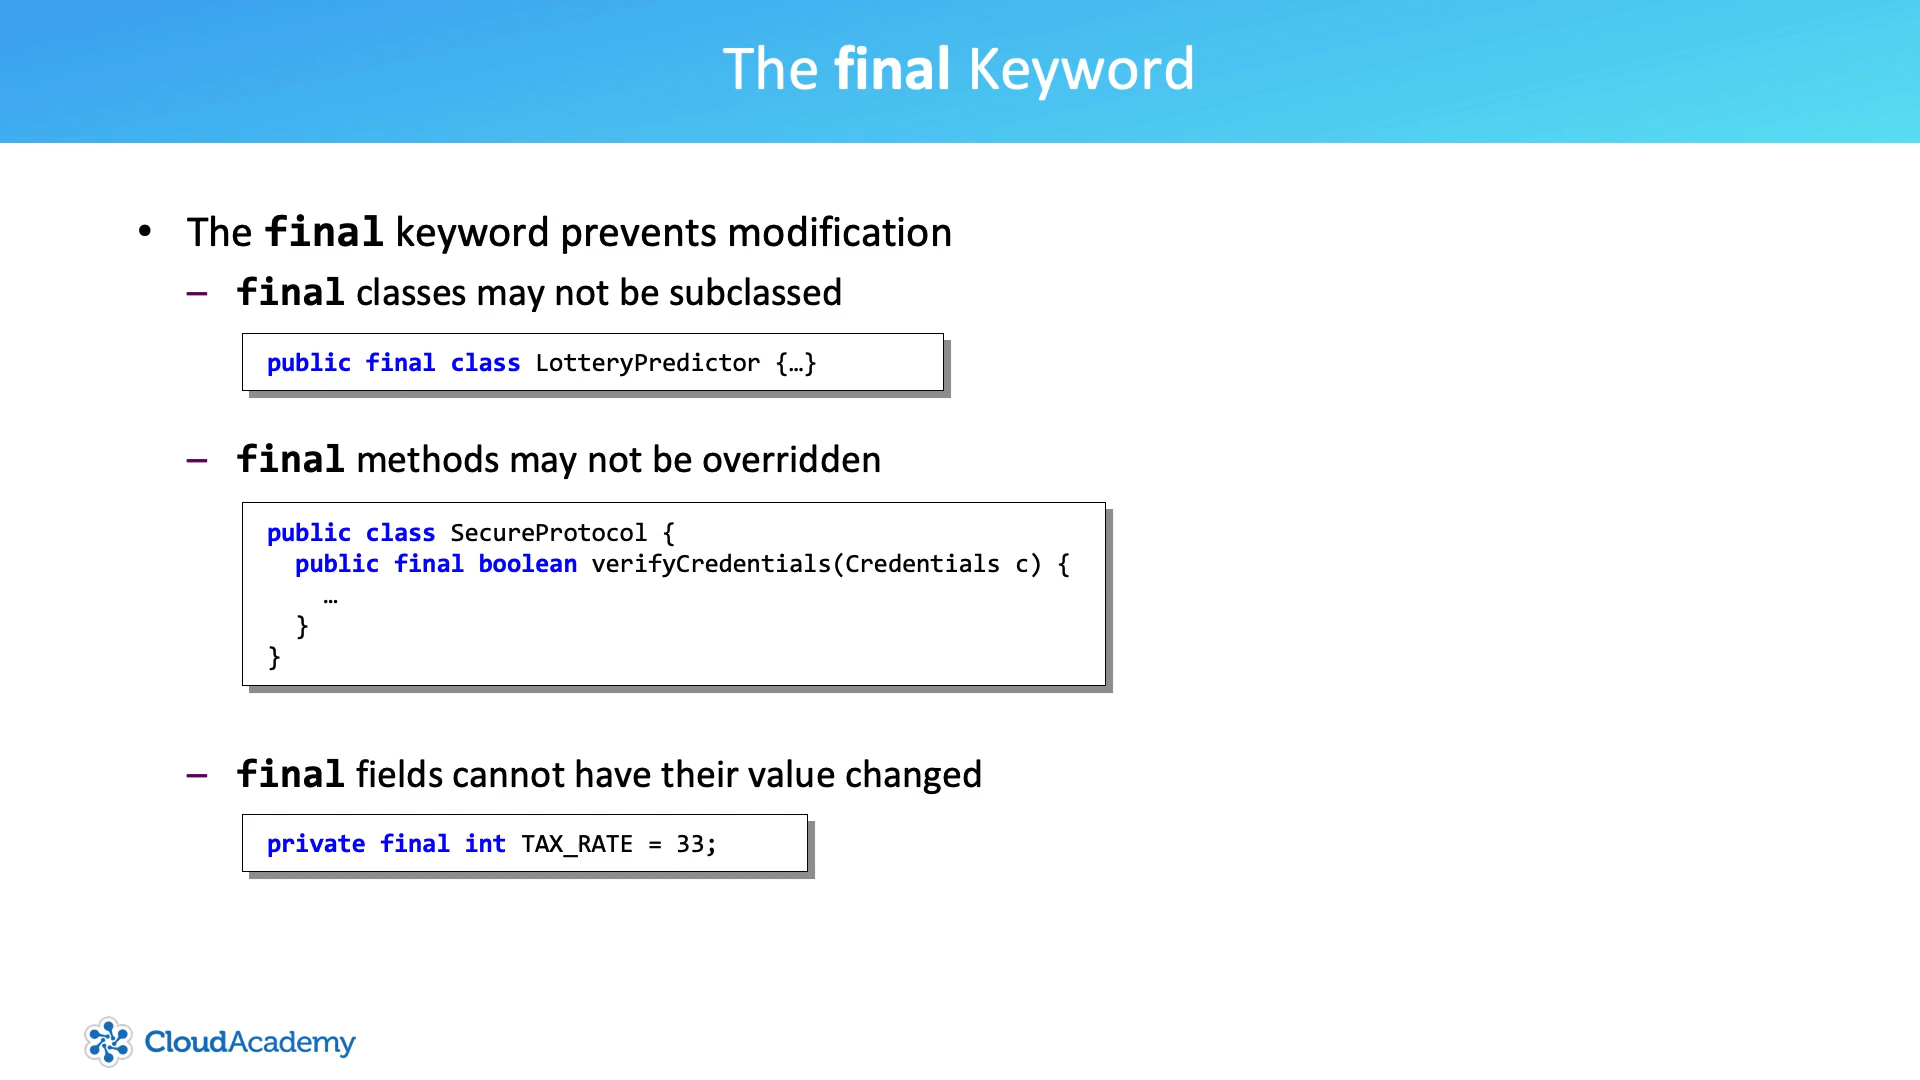 The final Keyword
• The final keyword prevents modification
– final classes may not be subclassed
public final class LotteryPredictor {…}
– final methods may not be overridden
public class SecureProtocol {
  public final boolean verifyCredentials(Credentials c) {
    …
  }
}
– final fields cannot have their value changed
private final int TAX_RATE = 33;
CloudAcademy